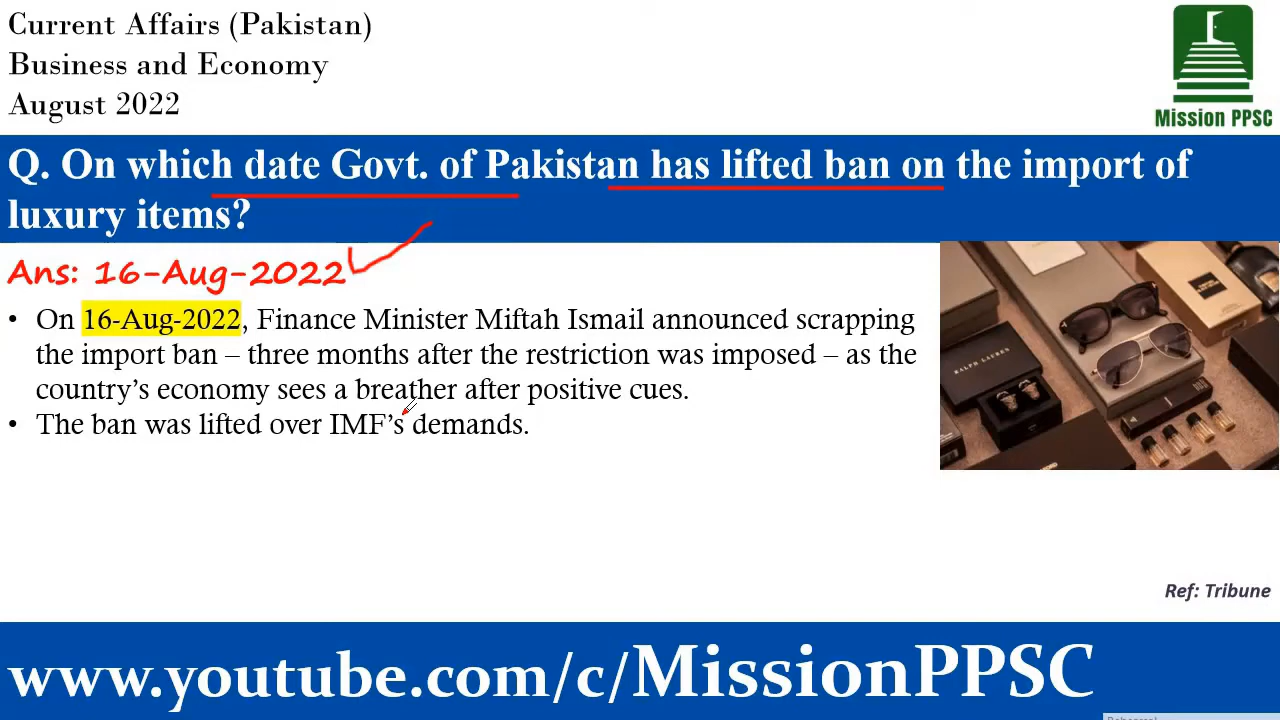 Current Affairs (Pakistan)
Business and Economy
August 2022
Mission PPSC
Q. On which date Govt. of Pakistan has lifted ban on the import of
luxury items?
Ans: 16-Aug-2022
• On 16-Aug-2022, Finance Minister Miftah Ismail announced scrapping
the import ban – three months after the restriction was imposed – as the
country's economy sees a breather after positive cues.
• The ban was lifted over IMF's demands.
RALPH LAUREN
Ref: Tribune
www.youtube.com/c/MissionPPSC